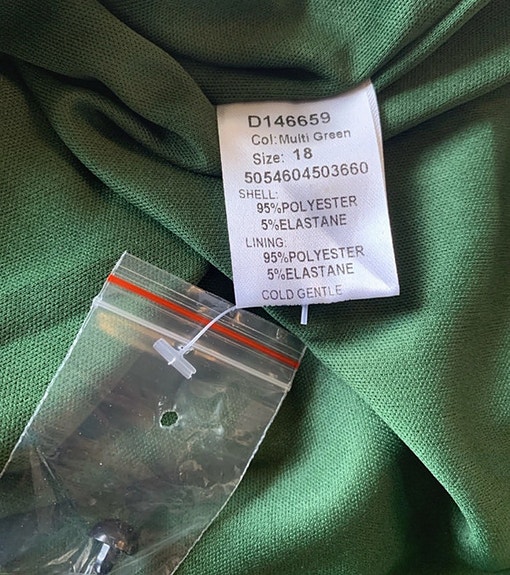 D146659
Col:Multi Green
Size: 18
5054604503660
SHELL:
95%POLYESTER
5%ELASTANE
LINING:
95%POLYESTER
5%ELASTANE
COLD GENTLE